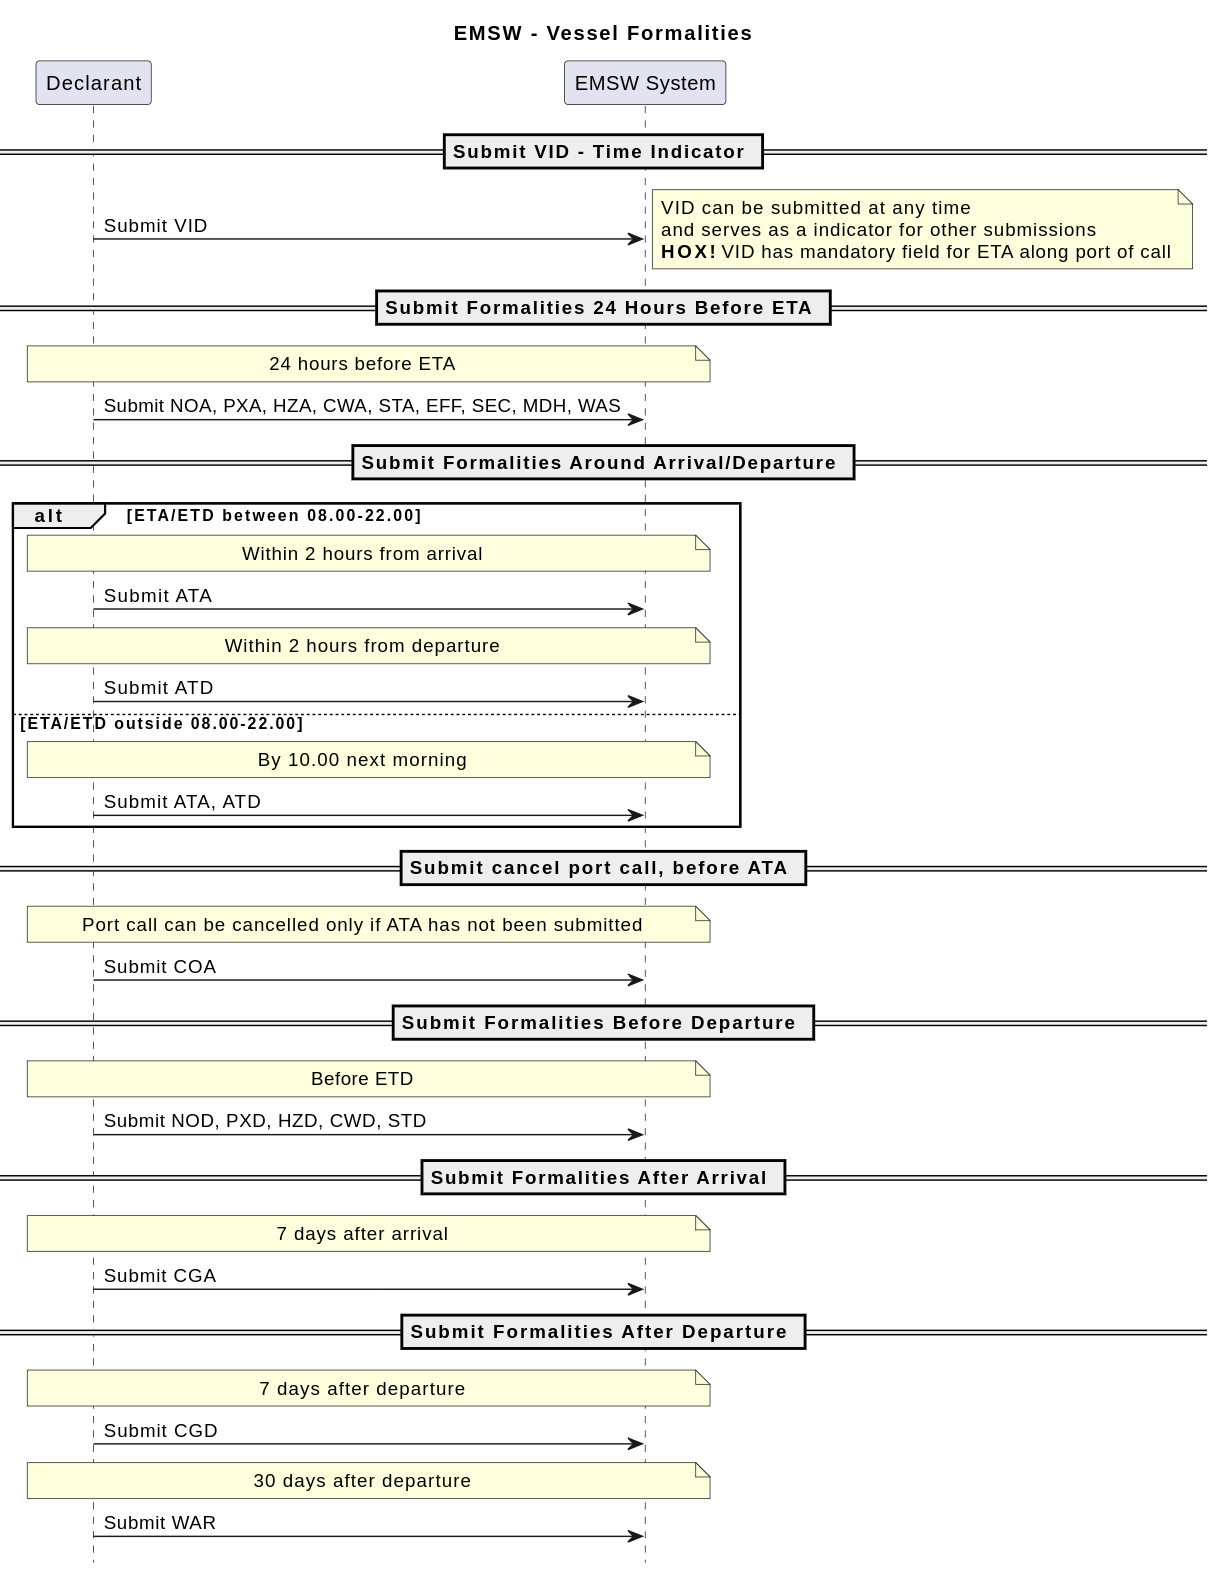 EMSW - Vessel Formalities
Declarant
EMSW System
Submit VID - Time Indicator
Submit VID
VID can be submitted at any time
and serves as a indicator for other submissions
HOX! VID has mandatory field for ETA along port of call
Submit Formalities 24 Hours Before ETA
24 hours before ETA
Submit NOA, PXA, HZA, CWA, STA, EFF, SEC, MDH, WAS
Submit Formalities Around Arrival/Departure
alt
[ETA/ETD between 08.00-22.00]
Within 2 hours from arrival
Submit ATA
Within 2 hours from departure
Submit ATD
[ETA/ETD outside 08.00-22.00]
By 10.00 next morning
Submit ATA, ATD
Submit cancel port call, before ATA
Port call can be cancelled only if ATA has not been submitted
Submit COA
Submit Formalities Before Departure
Before ETD
Submit NOD, PXD, HZD, CWD, STD
Submit Formalities After Arrival
7 days after arrival
Submit CGA
Submit Formalities After Departure
7 days after departure
Submit CGD
30 days after departure
Submit WAR